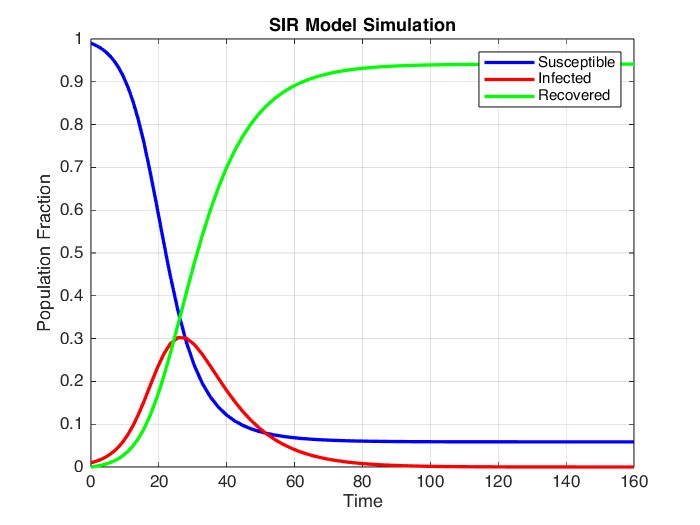 SIR Model Simulation
Susceptible
Infected
Recovered
Population Fraction
1
0.9
0.8
0.7
0.6
0.5
0.4
0.3
0.2
0.1
0
0 20 40 60 80 100 120 140 160
Time